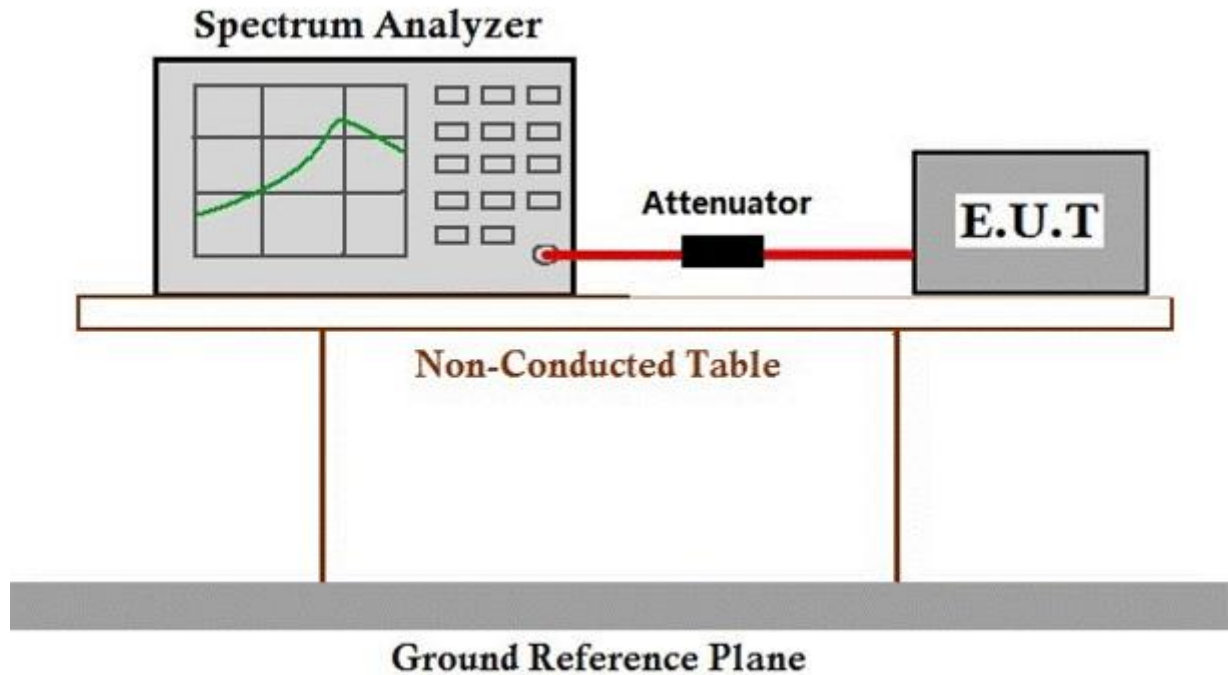 Spectrum Analyzer
Attenuator
E.U.T
Non-Conducted Table
Ground Reference Plane